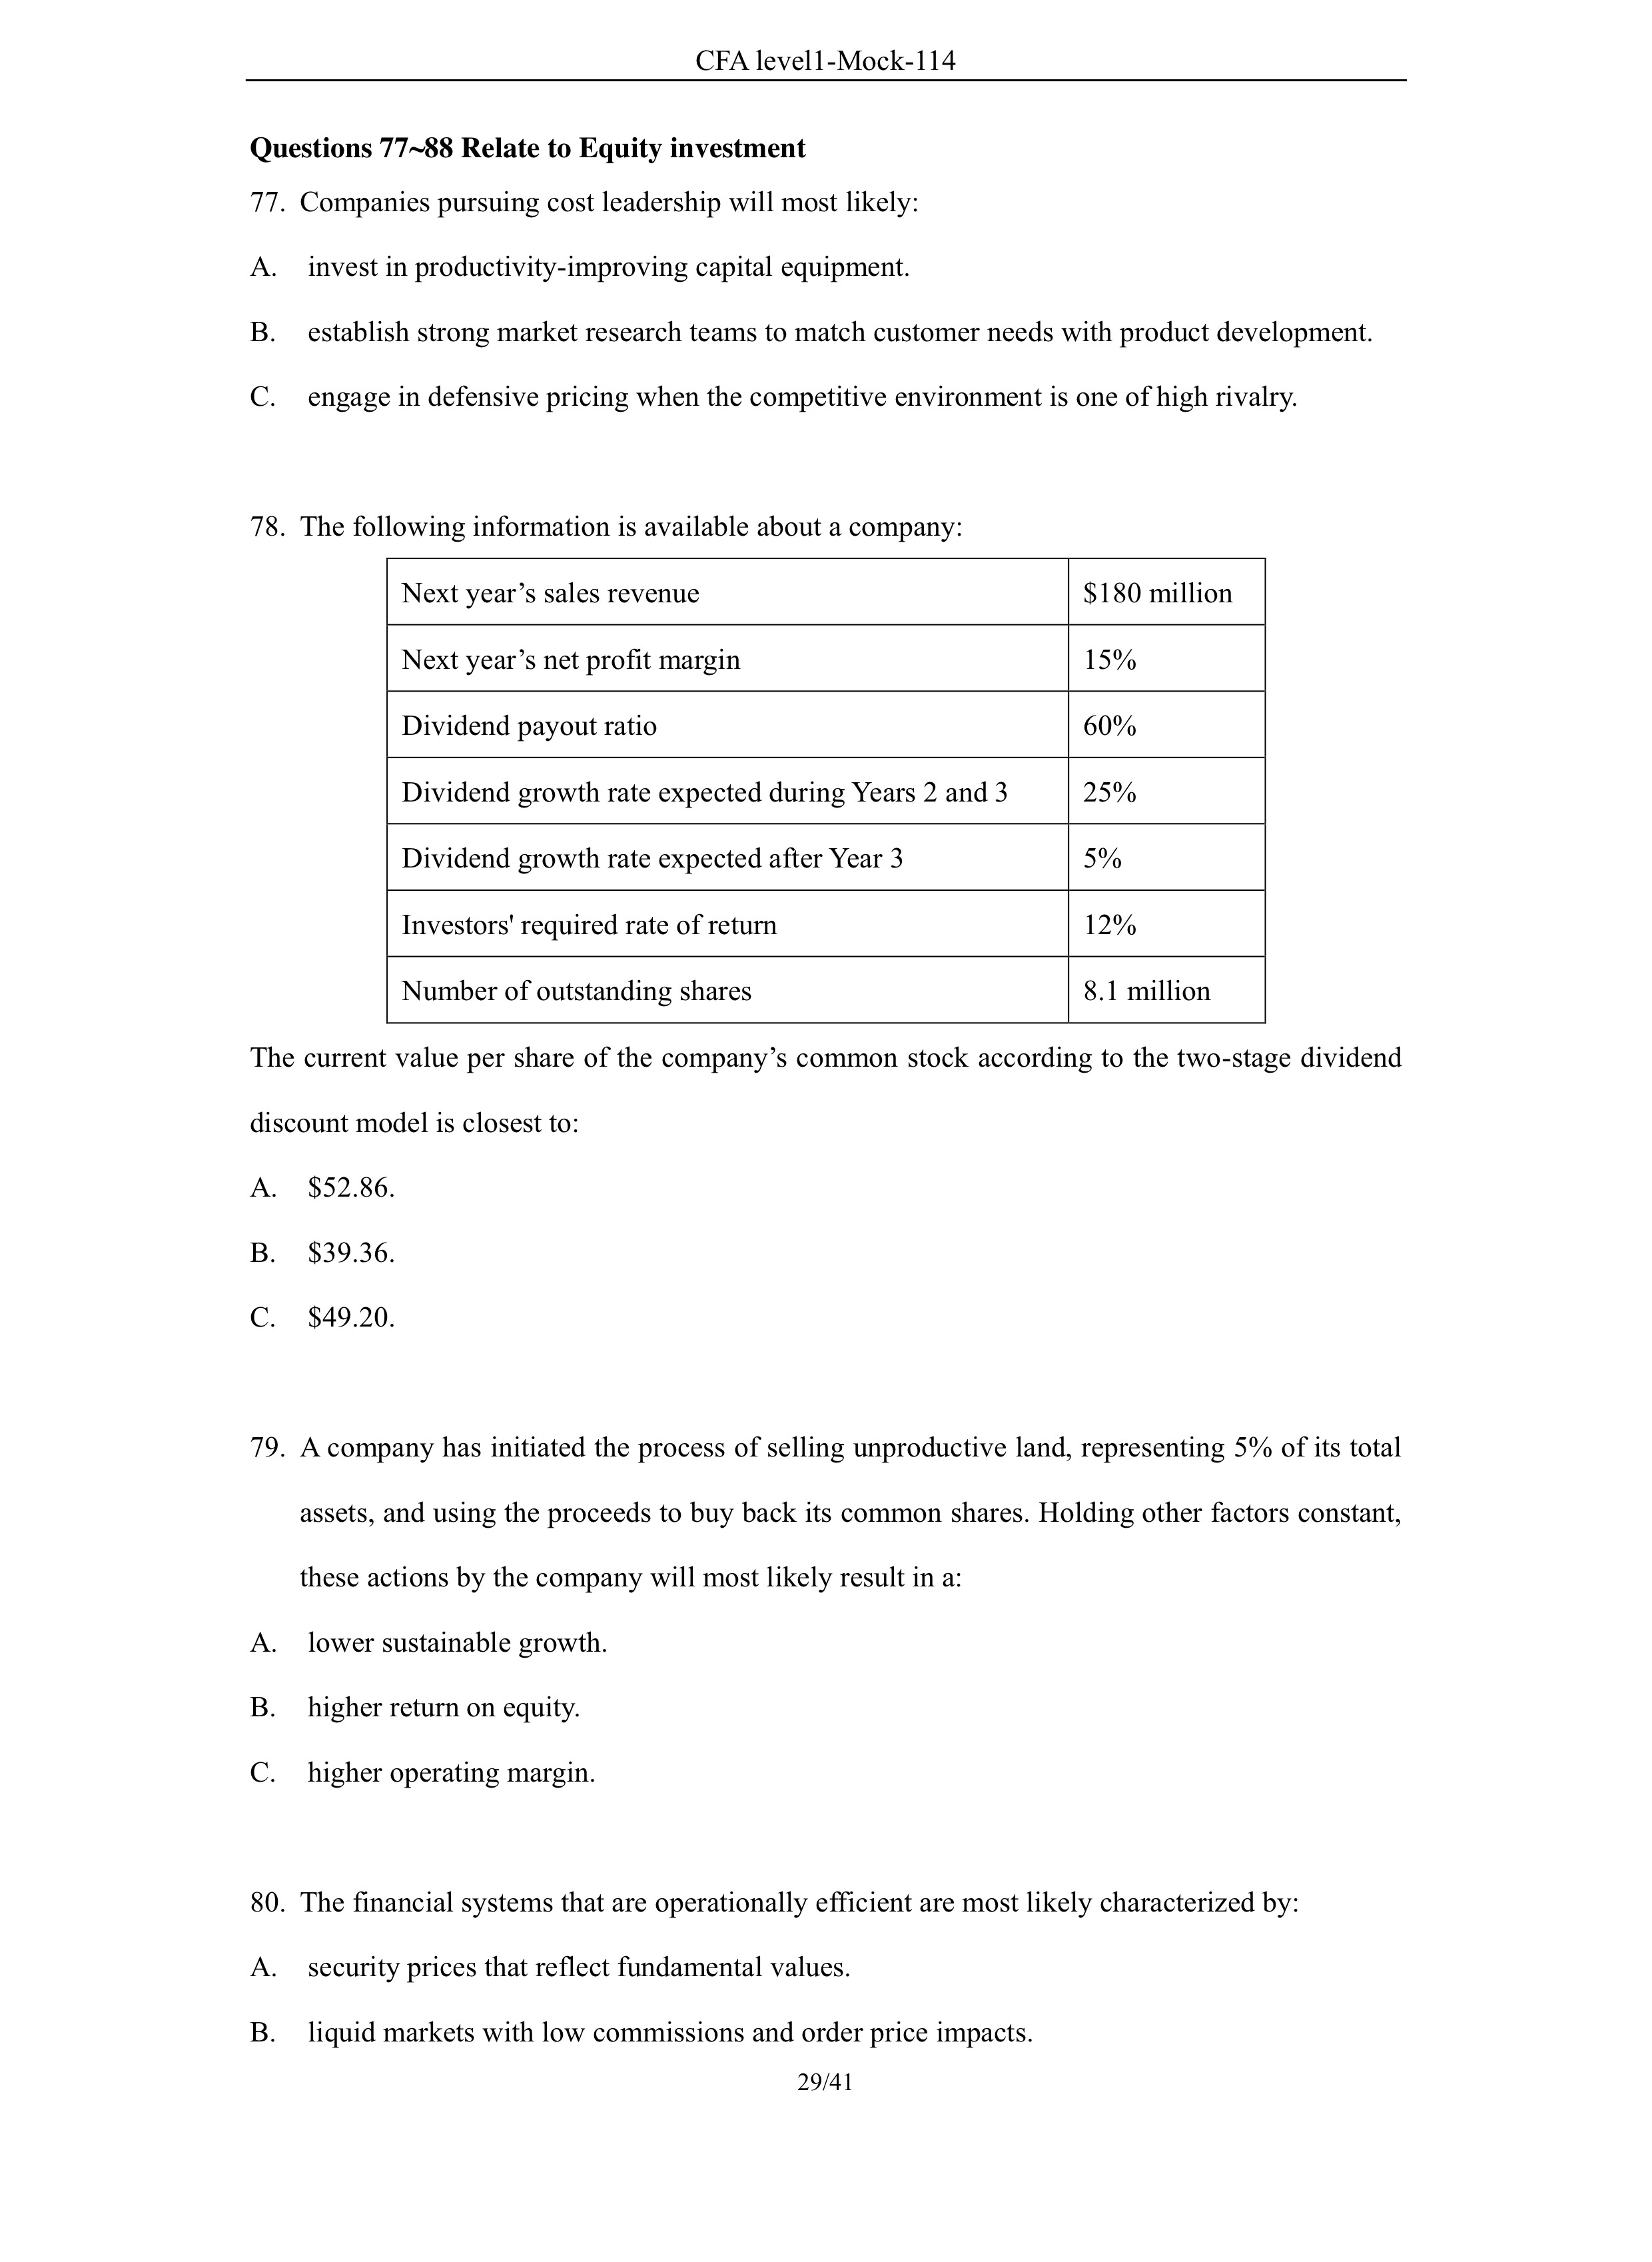 CFA level1-Mock-114
Questions 77~88 Relate to Equity investment
77. Companies pursuing cost leadership will most likely:
A. invest in productivity-improving capital equipment.
B. establish strong market research teams to match customer needs with product development.
C. engage in defensive pricing when the competitive environment is one of high rivalry.
78. The following information is available about a company:
Next year’s sales revenue $180 million
Next year’s net profit margin 15%
Dividend payout ratio 60%
Dividend growth rate expected during Years 2 and 3 25%
Dividend growth rate expected after Year 3 5%
Investors' required rate of return 12%
Number of outstanding shares 8.1 million
The current value per share of the company’s common stock according to the two-stage dividend
discount model is closest to:
A. $52.86.
B. $39.36.
C. $49.20.
79. A company has initiated the process of selling unproductive land, representing 5% of its total
assets, and using the proceeds to buy back its common shares. Holding other factors constant,
these actions by the company will most likely result in a:
A. lower sustainable growth.
B. higher return on equity.
C. higher operating margin.
80. The financial systems that are operationally efficient are most likely characterized by:
A. security prices that reflect fundamental values.
B. liquid markets with low commissions and order price impacts.
29/41